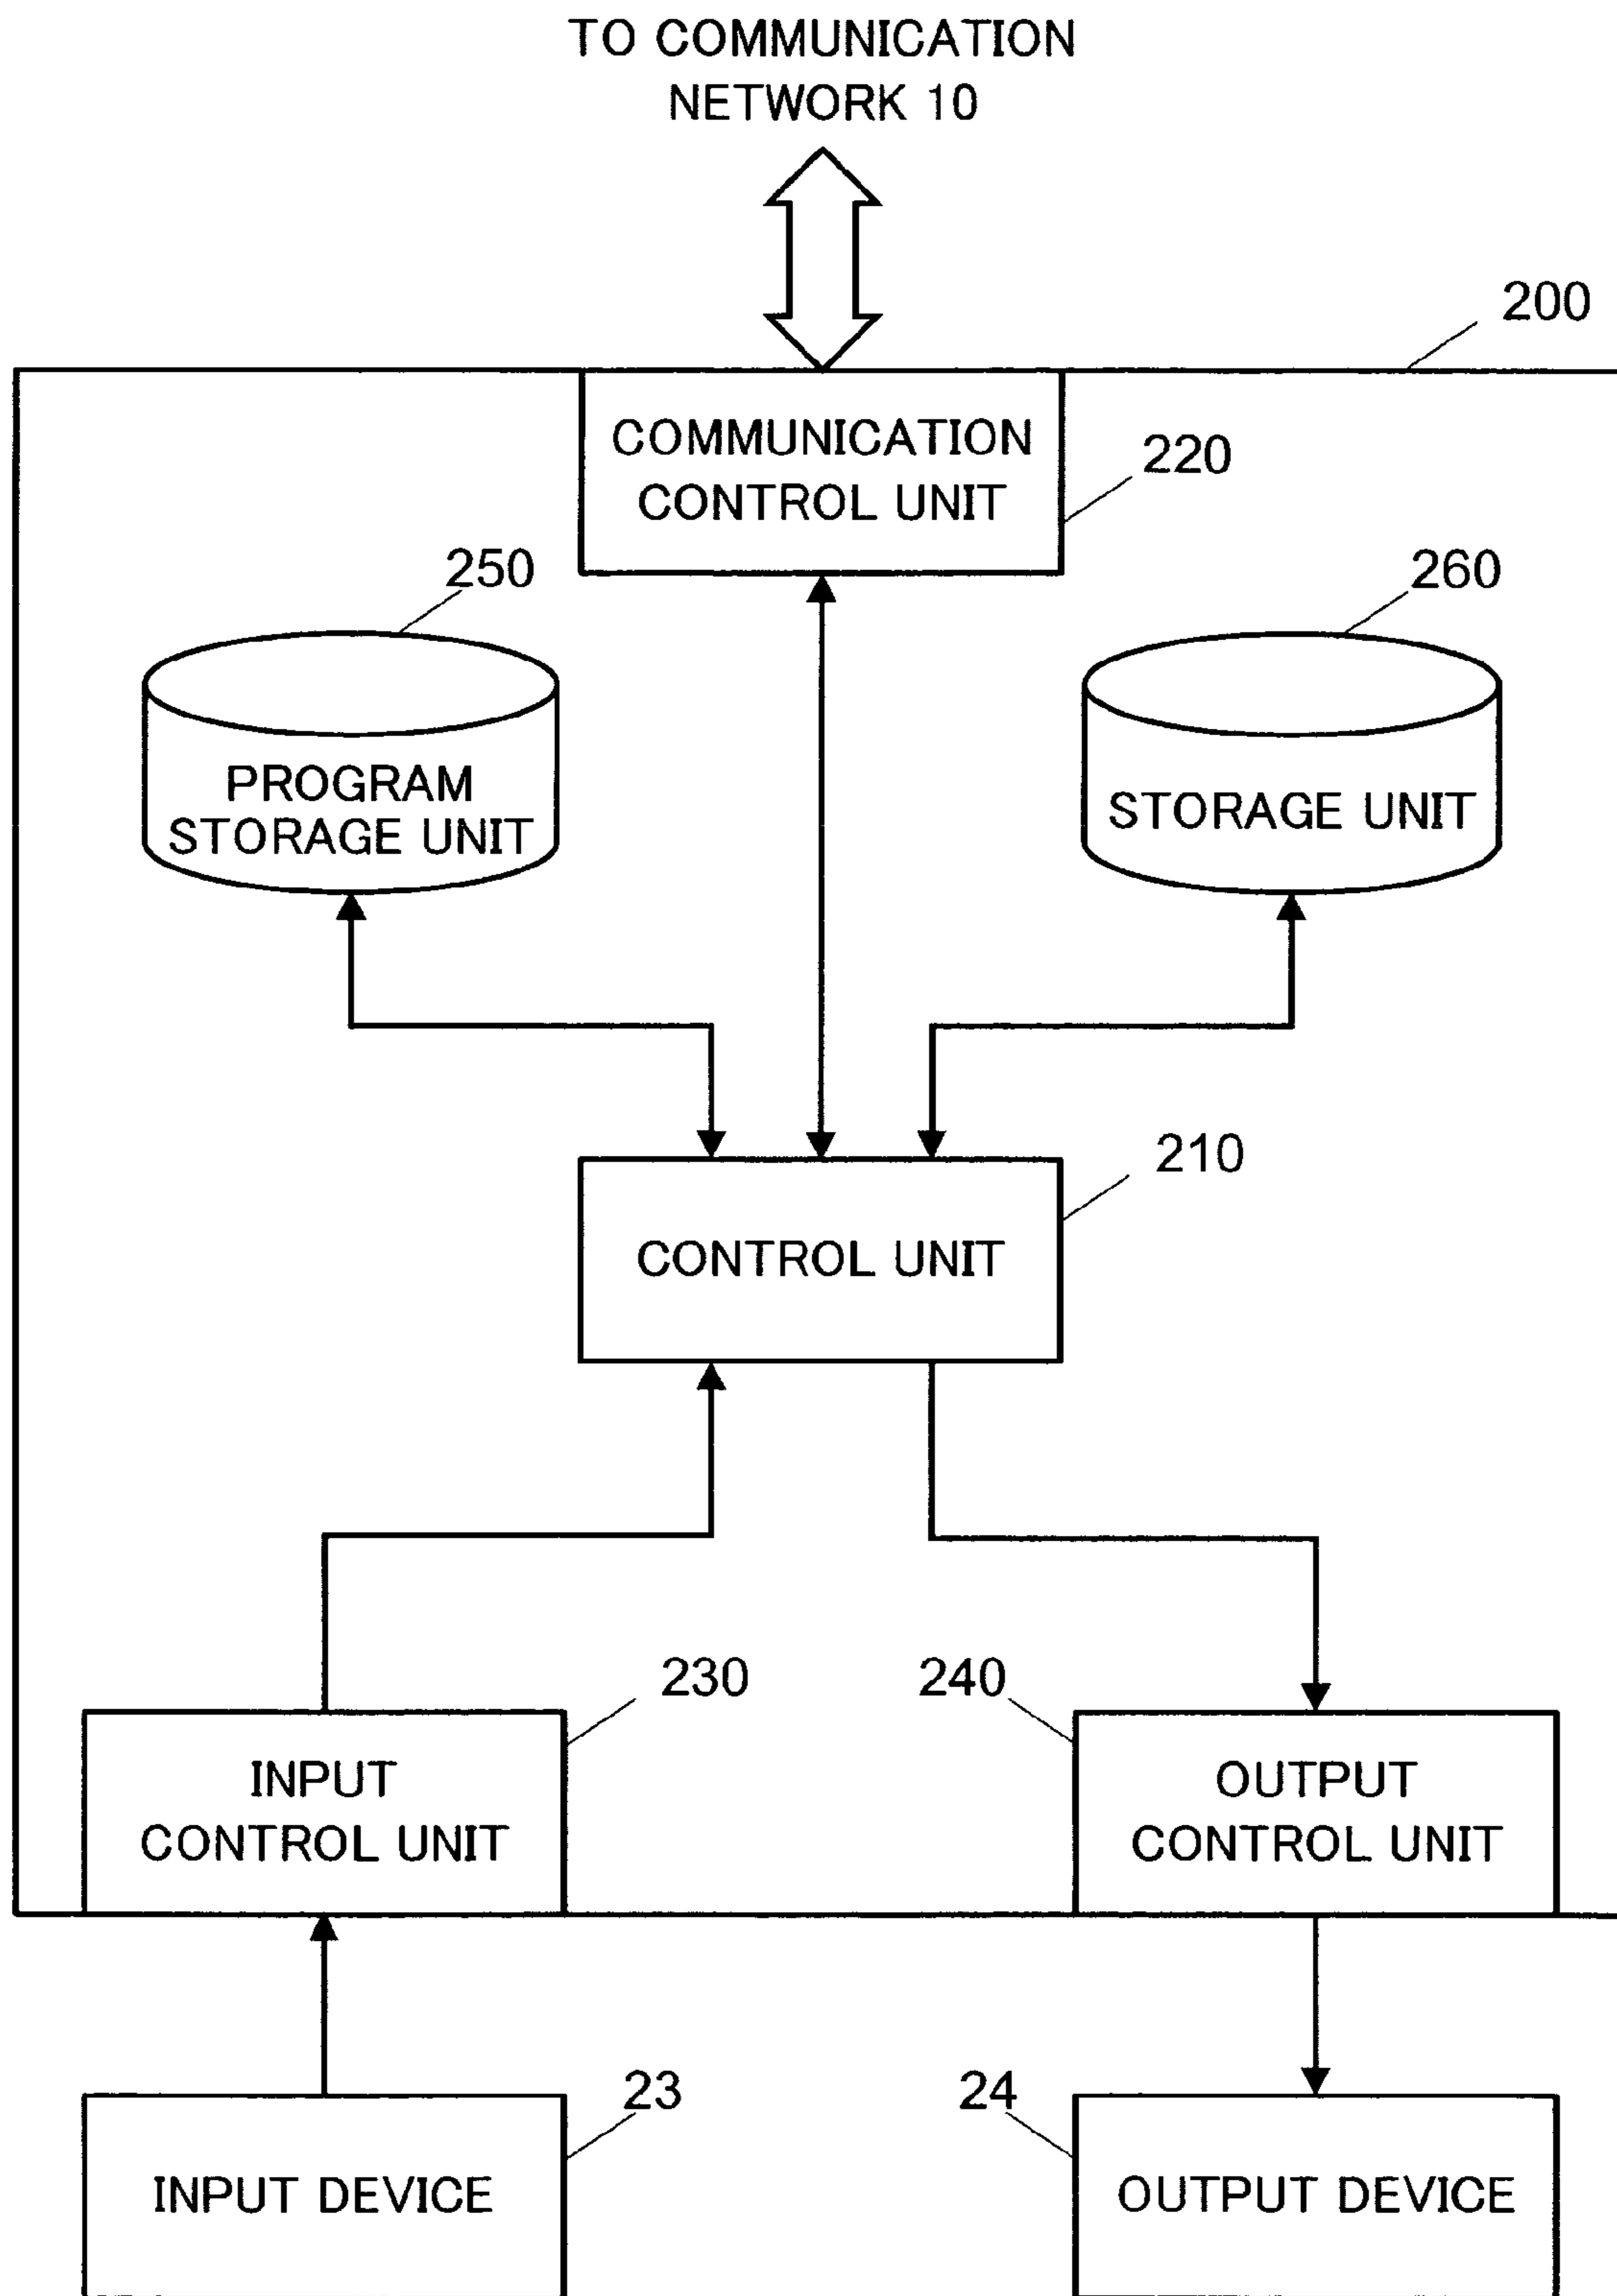 TO COMMUNICATION
NETWORK 10
200
COMMUNICATION
CONTROL UNIT
220
250
260
PROGRAM
STORAGE UNIT
STORAGE UNIT
210
CONTROL UNIT
230
240
INPUT
CONTROL UNIT
OUTPUT
CONTROL UNIT
23
24
INPUT DEVICE
OUTPUT DEVICE